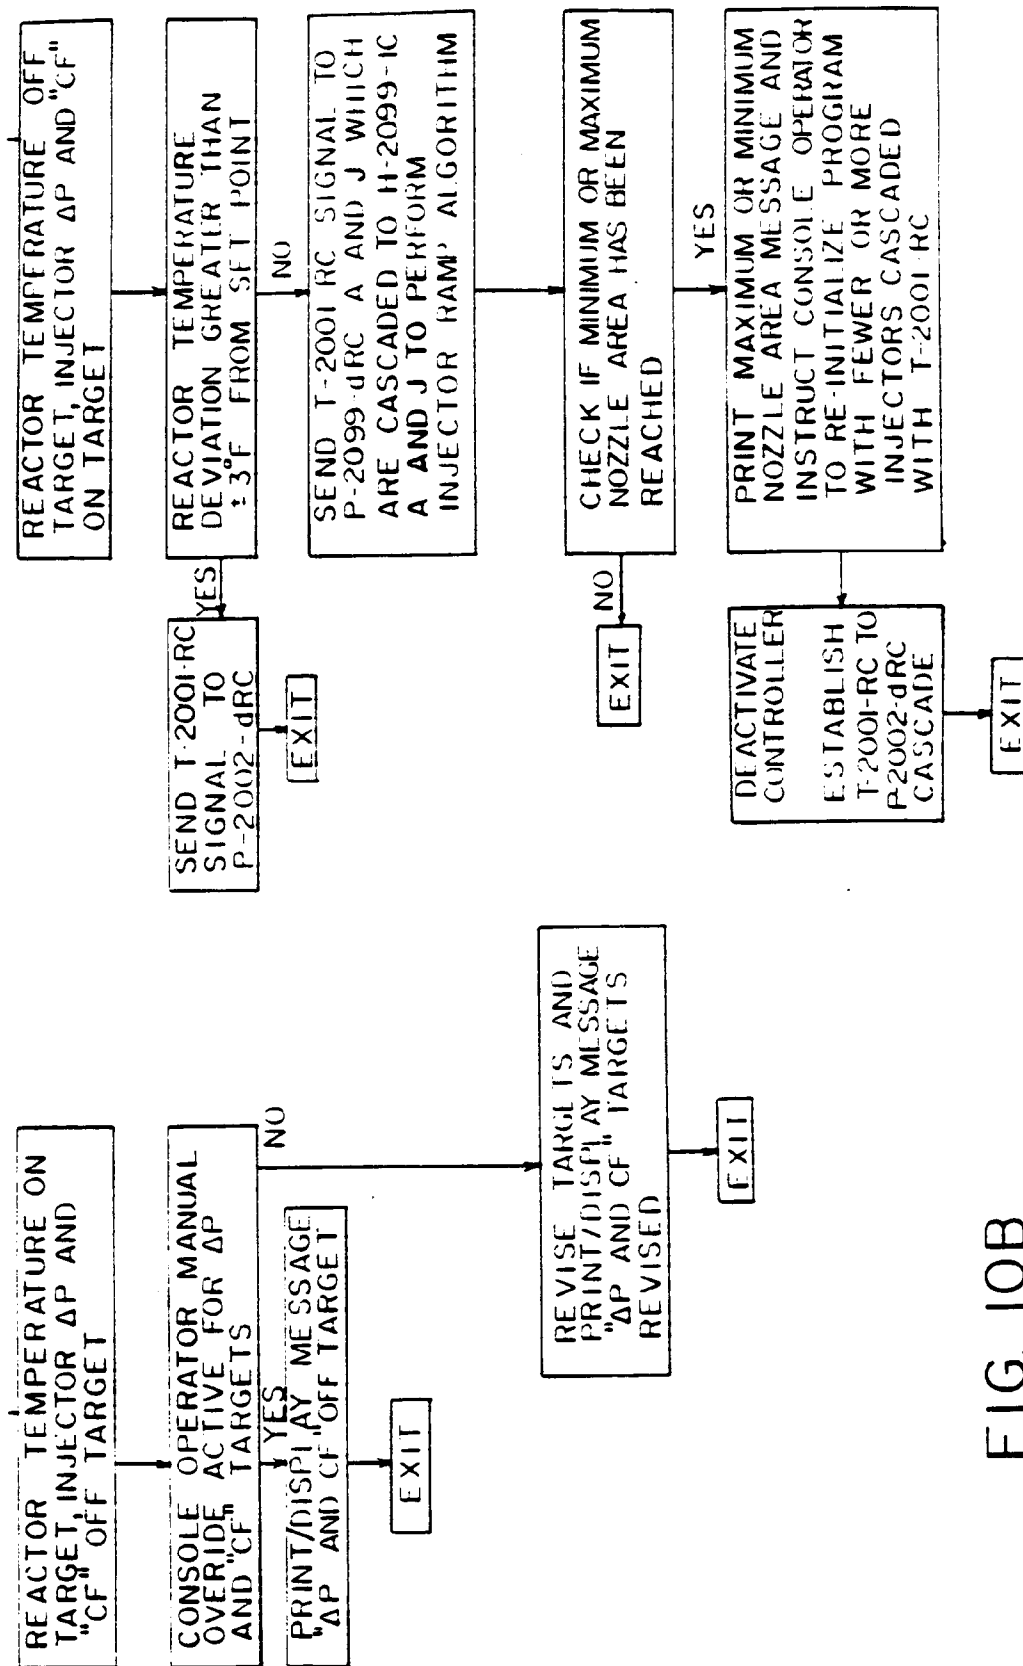 REACTOR TEMPERATURE ON
TARGET, INJECTOR ΔP AND
"CF" OFF TARGET
CONSOLE OPERATOR MANUAL
OVERRIDE ACTIVE FOR ΔP
AND "CF" TARGETS
YES
NO
PRINT/DISPLAY MESSAGE
"ΔP AND CF" OFF TARGET
EXIT
REVISE TARGETS AND
PRINT/DISPLAY MESSAGE
"ΔP AND CF" TARGETS
REVISED
EXIT
REACTOR TEMPERATURE OFF
TARGET, INJECTOR ΔP AND "CF"
ON TARGET
REACTOR TEMPERATURE
DEVIATION GREATER THAN
±3°F FROM SET POINT
YES
NO
SEND T-2001-RC
SIGNAL TO
P-2002-dRC
EXIT
SEND T-2001 RC SIGNAL TO
P-2099-dRC A AND J WHICH
ARE CASCADED TO H-2099-IC
A AND J TO PERFORM
INJECTOR RAMP ALGORITHM
CHECK IF MINIMUM OR MAXIMUM
NOZZLE AREA HAS BEEN
REACHED
NO
YES
EXIT
PRINT MAXIMUM OR MINIMUM
NOZZLE AREA MESSAGE AND
INSTRUCT CONSOLE OPERATOR
TO RE-INITIALIZE PROGRAM
WITH FEWER OR MORE
INJECTORS CASCADED
WITH T-2001-RC
DEACTIVATE
CONTROLLER
ESTABLISH
T-2001-RC TO
P-2002-dRC
CASCADE
EXIT
FIG. 10B